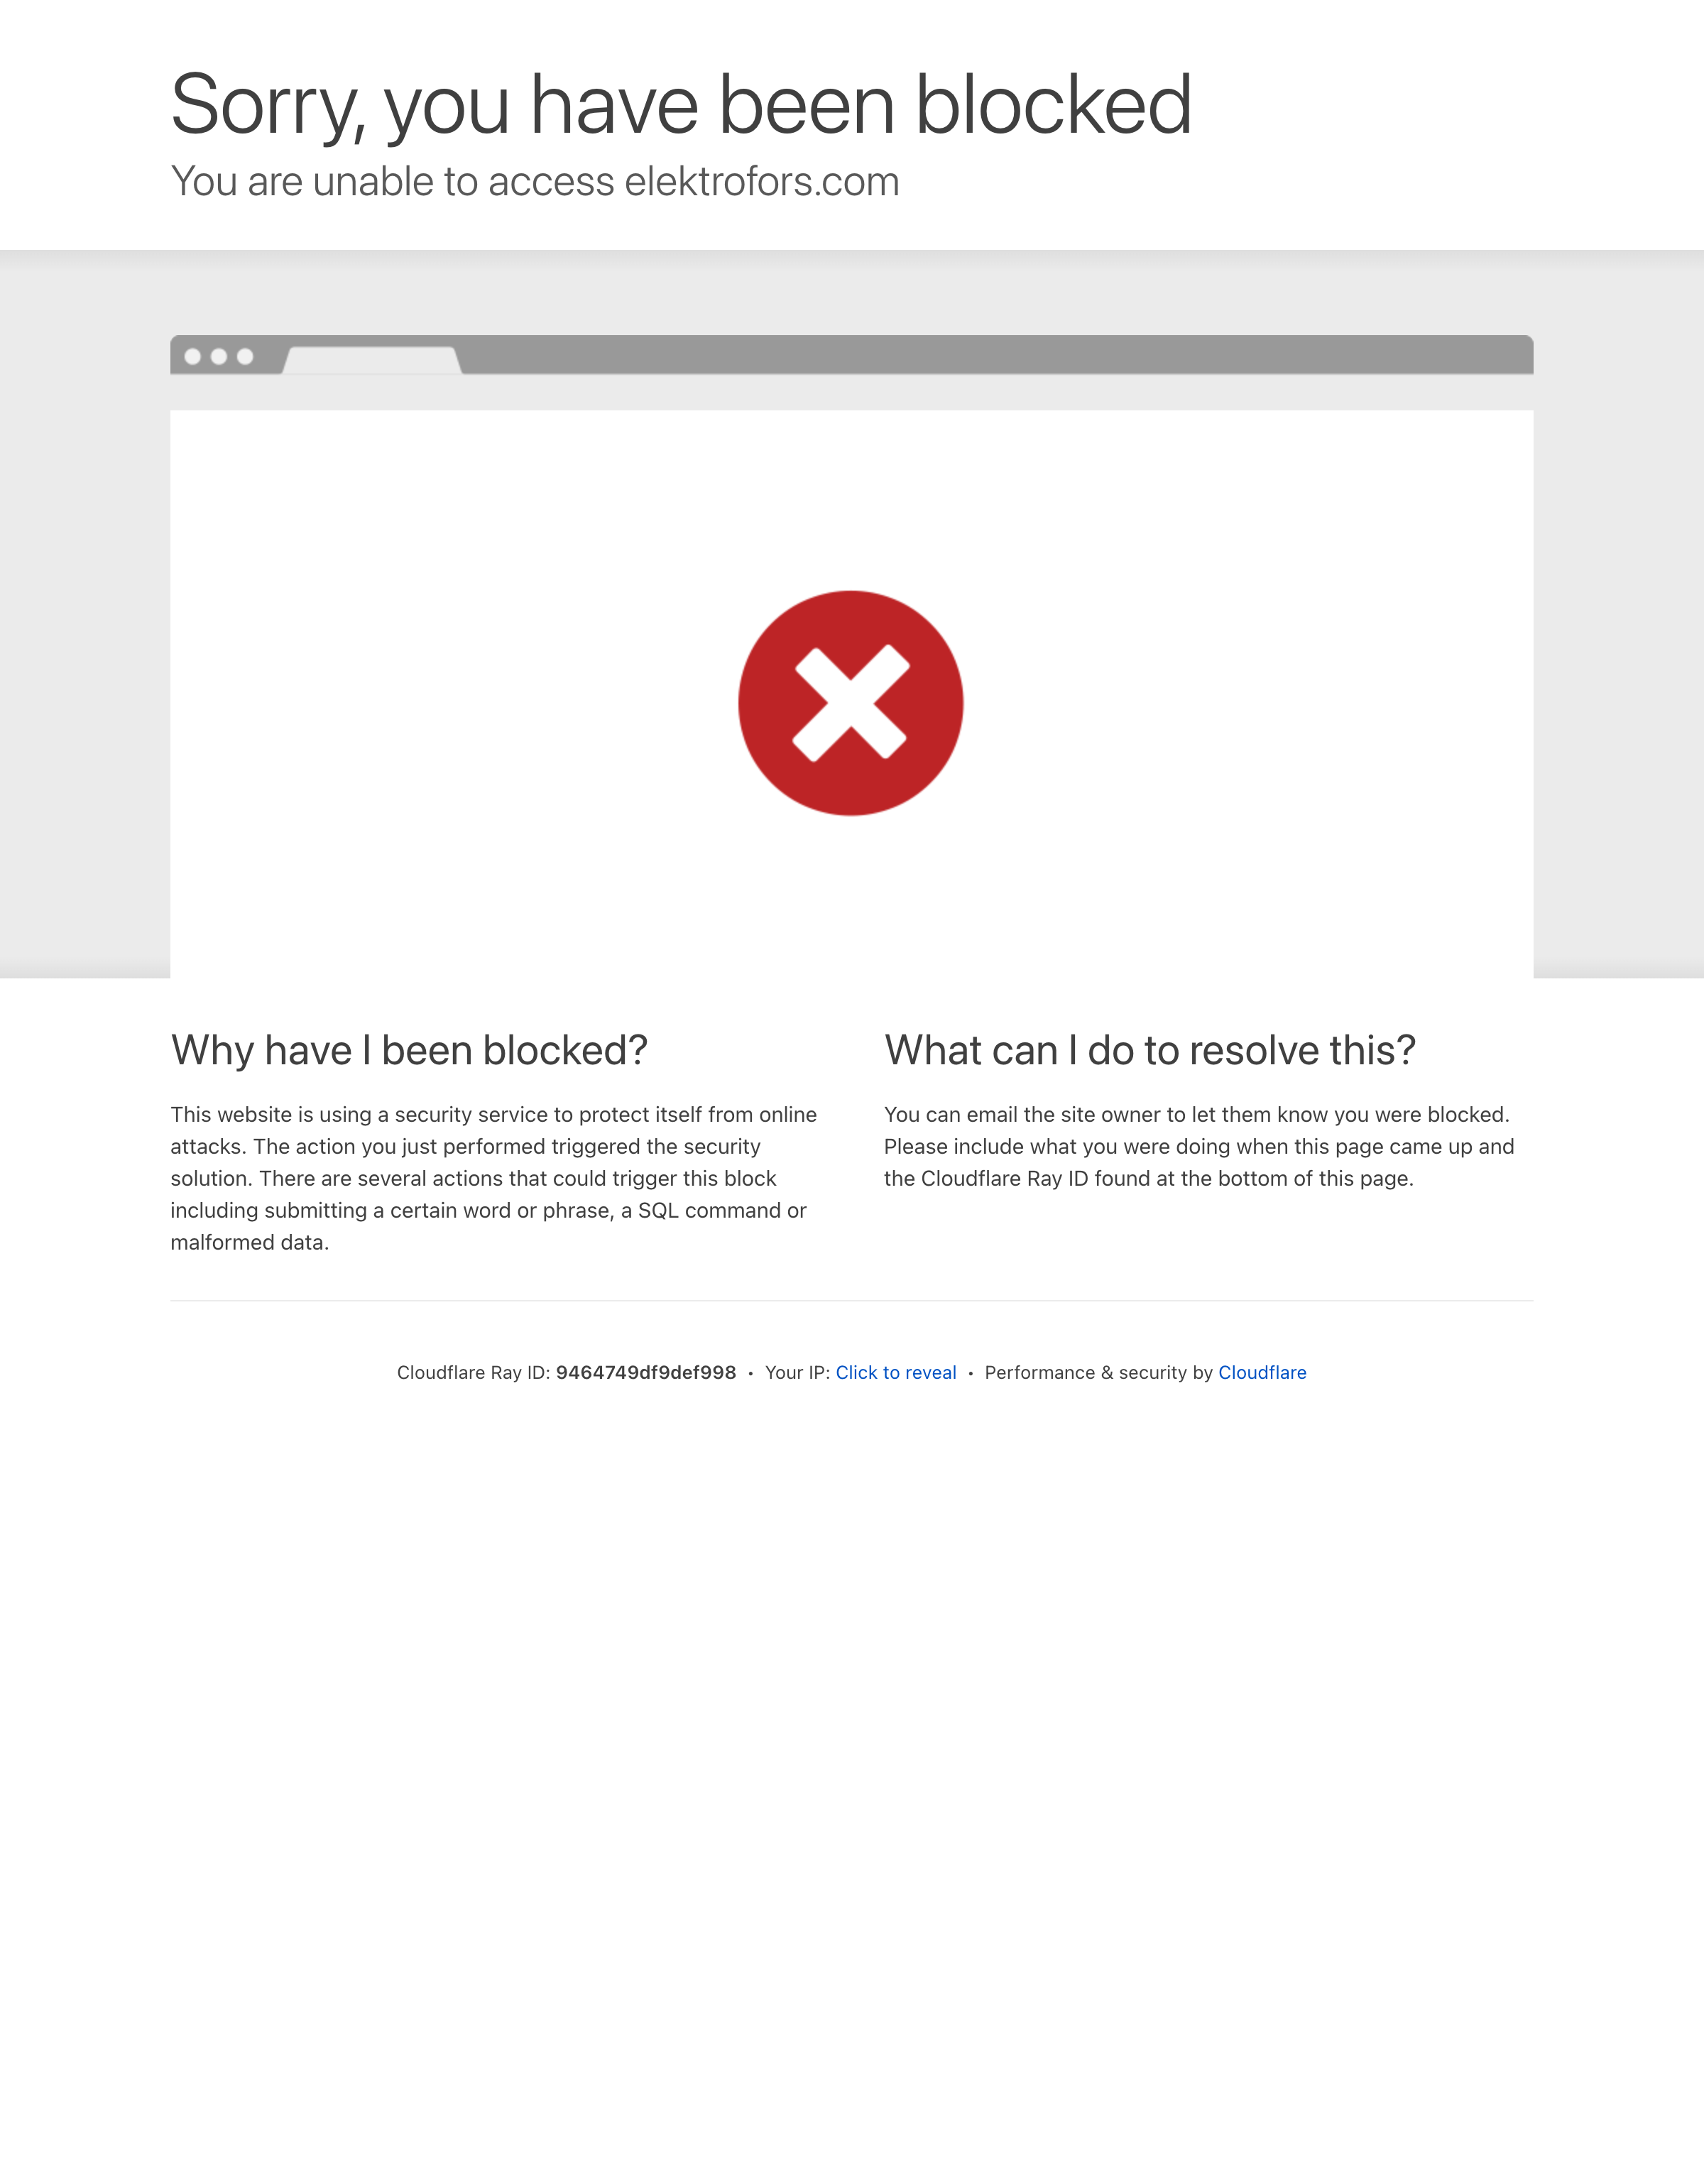 Sorry, you have been blocked
You are unable to access elektrofors.com
Why have I been blocked?
This website is using a security service to protect itself from online
attacks. The action you just performed triggered the security
solution. There are several actions that could trigger this block
including submitting a certain word or phrase, a SQL command or
malformed data.
What can I do to resolve this?
You can email the site owner to let them know you were blocked.
Please include what you were doing when this page came up and
the Cloudflare Ray ID found at the bottom of this page.
Cloudflare Ray ID: 9464749df9def998 • Your IP: Click to reveal • Performance & security by Cloudflare